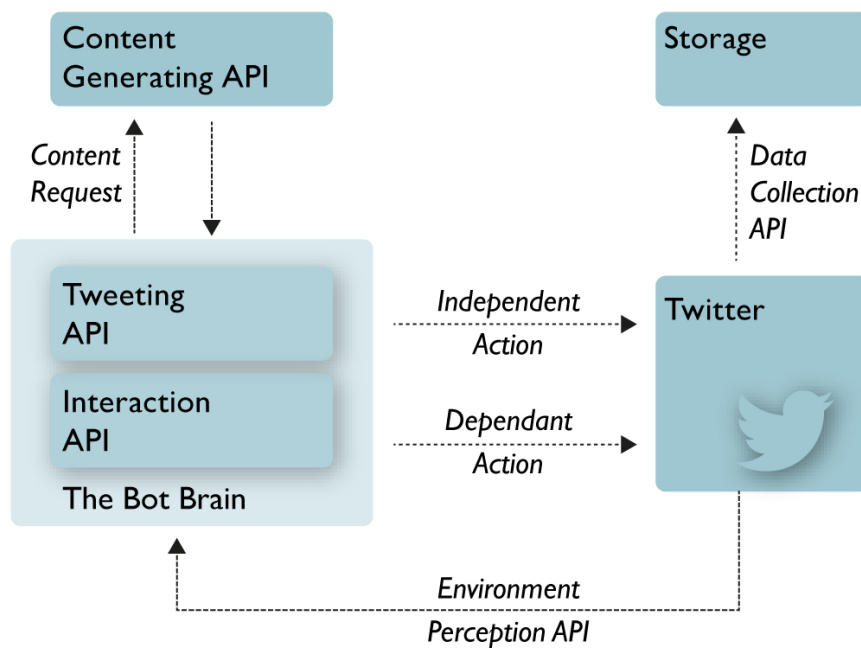 Content
Generating API
Storage
Content
Request
Data
Collection
API
Tweeting
API
Independent
Action
Twitter
Interaction
API
Dependant
Action
The Bot Brain
Environment
Perception API